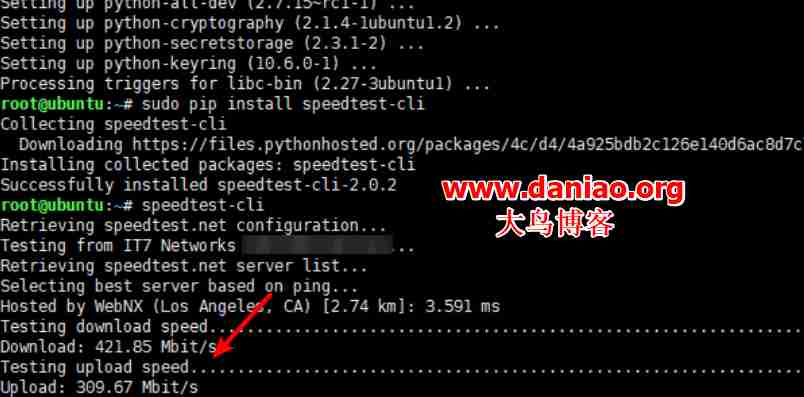 Setting up python-all-dev (2.7.15~rc1-1) ...
Setting up python-cryptography (2.1.4-1ubuntu1.2) ...
Setting up python-secretstorage (2.3.1-2) ...
Setting up python-keyring (10.6.0-1) ...
Processing triggers for libc-bin (2.27-3ubuntu1) ...
root@ubuntu:~# sudo pip install speedtest-cli
Collecting speedtest-cli
Downloading https://files.pythonhosted.org/packages/4c/d4/4a925bdb2c126e140d6ac8d7c
Installing collected packages: speedtest-cli
Successfully installed speedtest-cli-2.0.2
www.daniao.org
root@ubuntu:~# speedtest-cli
大鸟博客
Retrieving speedtest.net configuration...
Testing from IT7 Networks ...
Retrieving speedtest.net server list...
Selecting best server based on ping...
Hosted by WebNX (Los Angeles, CA) [2.74 km]: 3.591 ms
Testing download speed................................................................
Download: 421.85 Mbit/s
Testing upload speed..................................................................
Upload: 309.67 Mbit/s